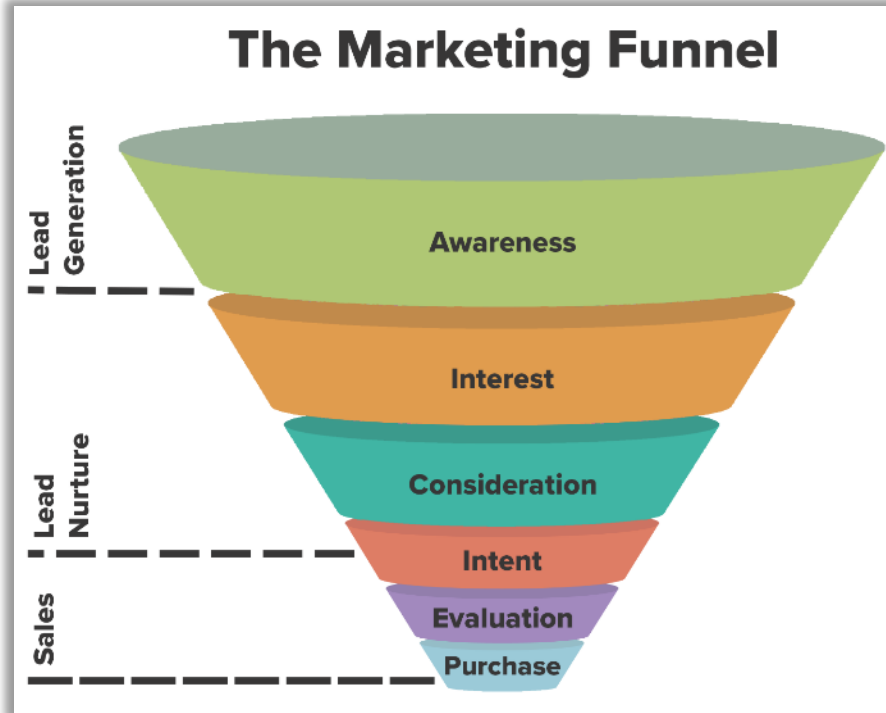 The Marketing Funnel
Lead
Generation
Awareness
Interest
Lead
Nurture
Consideration
Intent
Sales
Evaluation
Purchase